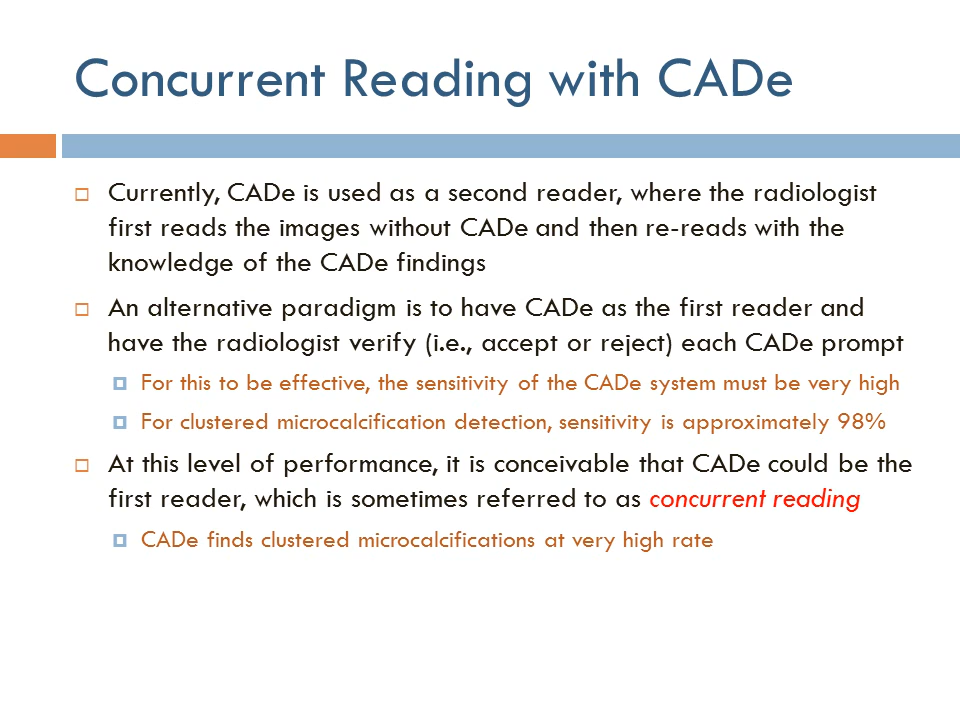 Concurrent Reading with CADe
Currently, CADe is used as a second reader, where the radiologist
first reads the images without CADe and then re-reads with the
knowledge of the CADe findings
An alternative paradigm is to have CADe as the first reader and
have the radiologist verify (i.e., accept or reject) each CADe prompt
For this to be effective, the sensitivity of the CADe system must be very high
For clustered microcalcification detection, sensitivity is approximately 98%
At this level of performance, it is conceivable that CADe could be the
first reader, which is sometimes referred to as concurrent reading
CADe finds clustered microcalcifications at very high rate